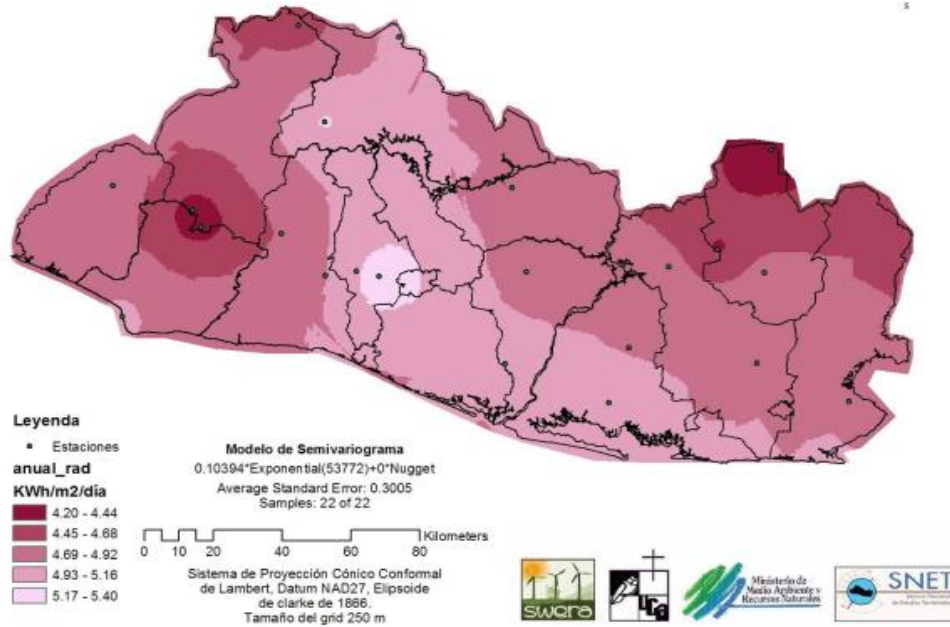 s
Leyenda
Estaciones
anual_rad
KWh/m2/día
4.20 - 4.44
4.45 - 4.68
4.69 - 4.92
4.93 - 5.16
5.17 - 5.40
Modelo de Semivariograma
0.10394*Exponential(53772)+0*Nugget
Average Standard Error: 0.3005
Samples: 22 of 22
Kilometers
0 5 10 20 40 60 80
Sistema de Proyección Cónico Conformal
de Lambert, Datum NAD27, Elipsoide
de clarke de 1866.
Tamaño del grid 250 m
swera
uca
Ministerio de
Medio Ambiente y
Recursos Naturales
SNET